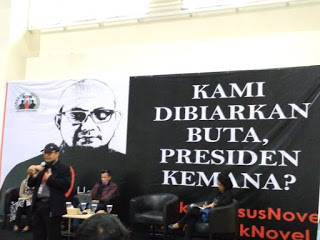 KAMI
DIBIARKAN
BUTA,
PRESIDEN
KEMANA?
susNove
kNovel